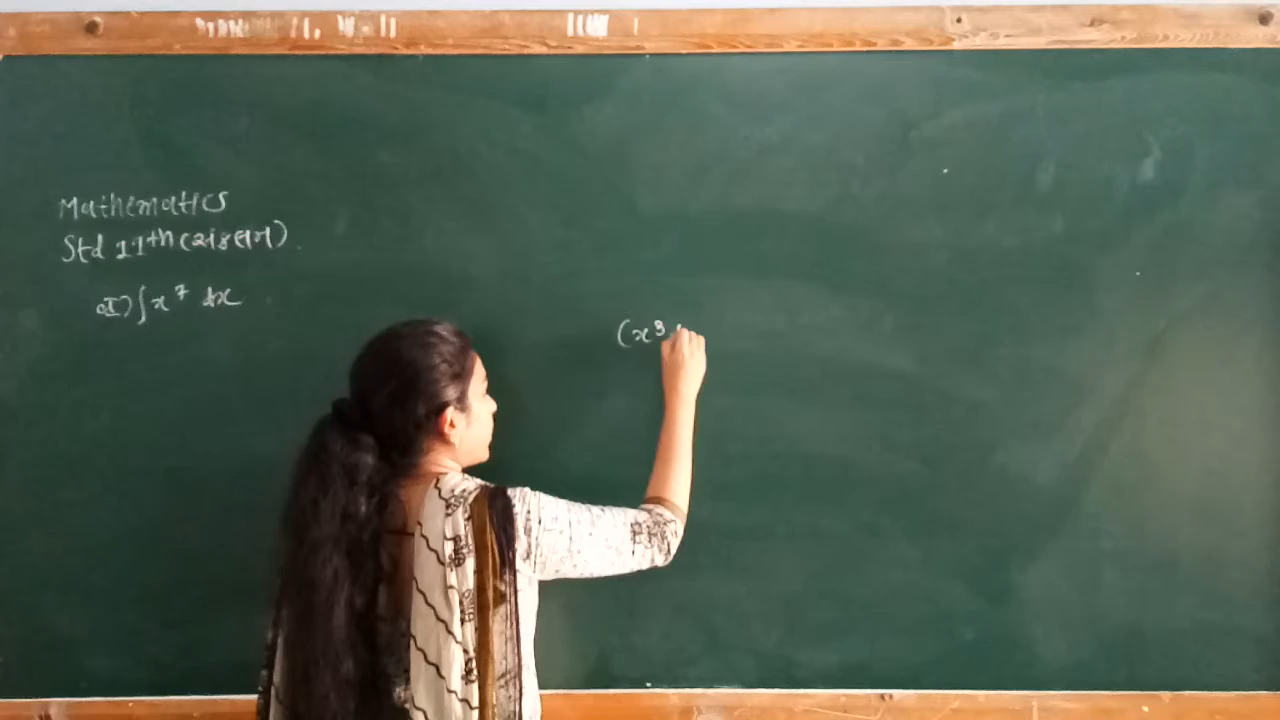 Mathematics
Std 11th (સંકલન)
I) ∫ x⁷ dx
(x³